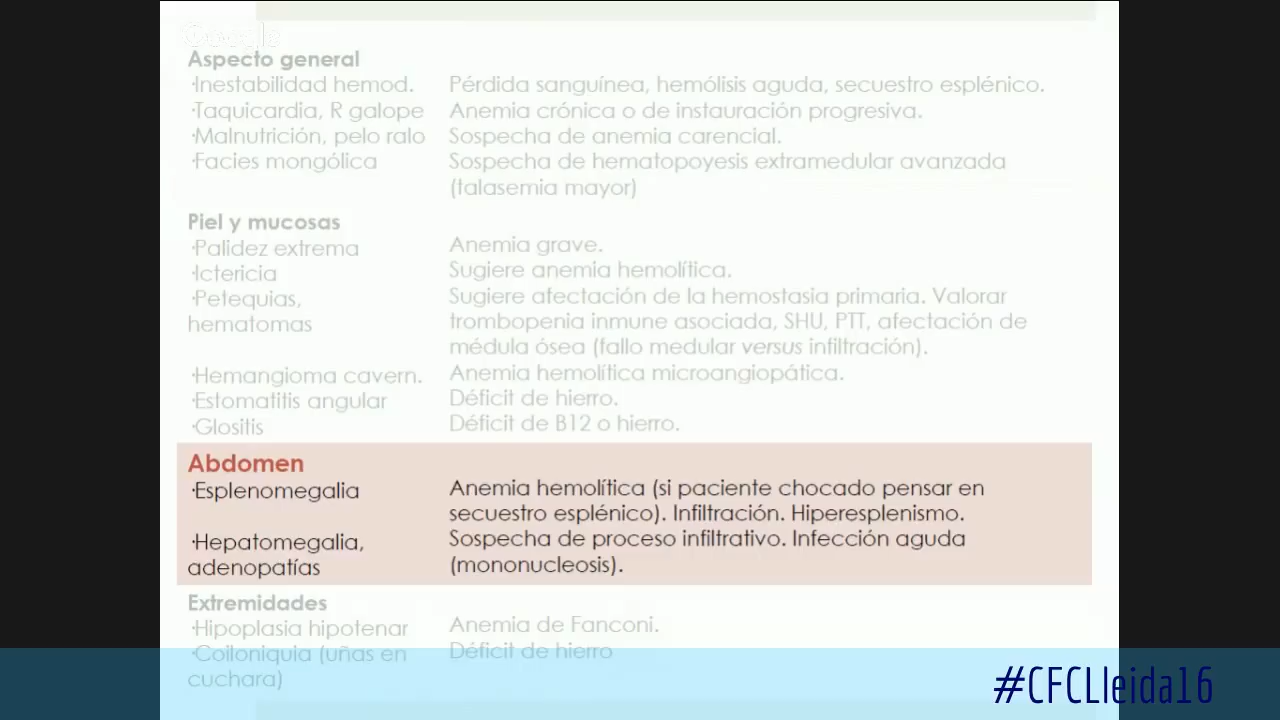 Google
Aspecto general
·Inestabilidad hemod. Pérdida sanguínea, hemólisis aguda, secuestro esplénico.
·Taquicardia, R galope Anemia crónica o de instauración progresiva.
·Malnutrición, pelo ralo Sospecha de anemia carencial.
·Facies mongólica Sospecha de hematopoyesis extramedular avanzada
(talasemia mayor)
Piel y mucosas
·Palidez extrema Anemia grave.
·Ictericia Sugiere anemia hemolítica.
·Petequias, Sugiere afectación de la hemostasia primaria. Valorar
hematomas trombopenia inmune asociada, SHU, PTT, afectación de
médula ósea (fallo medular versus infiltración).
·Hemangioma cavern. Anemia hemolítica microangiopática.
·Estomatitis angular Déficit de hierro.
·Glositis Déficit de B12 o hierro.
Abdomen
·Esplenomegalia Anemia hemolítica (si paciente chocado pensar en
secuestro esplénico). Infiltración. Hiperesplenismo.
·Hepatomegalia, Sospecha de proceso infiltrativo. Infección aguda
adenopatías (mononucleosis).
Extremidades
·Hipoplasia hipotenar Anemia de Fanconi.
·Coiloniquia (uñas en Déficit de hierro
cuchara)
#CFCLleida16